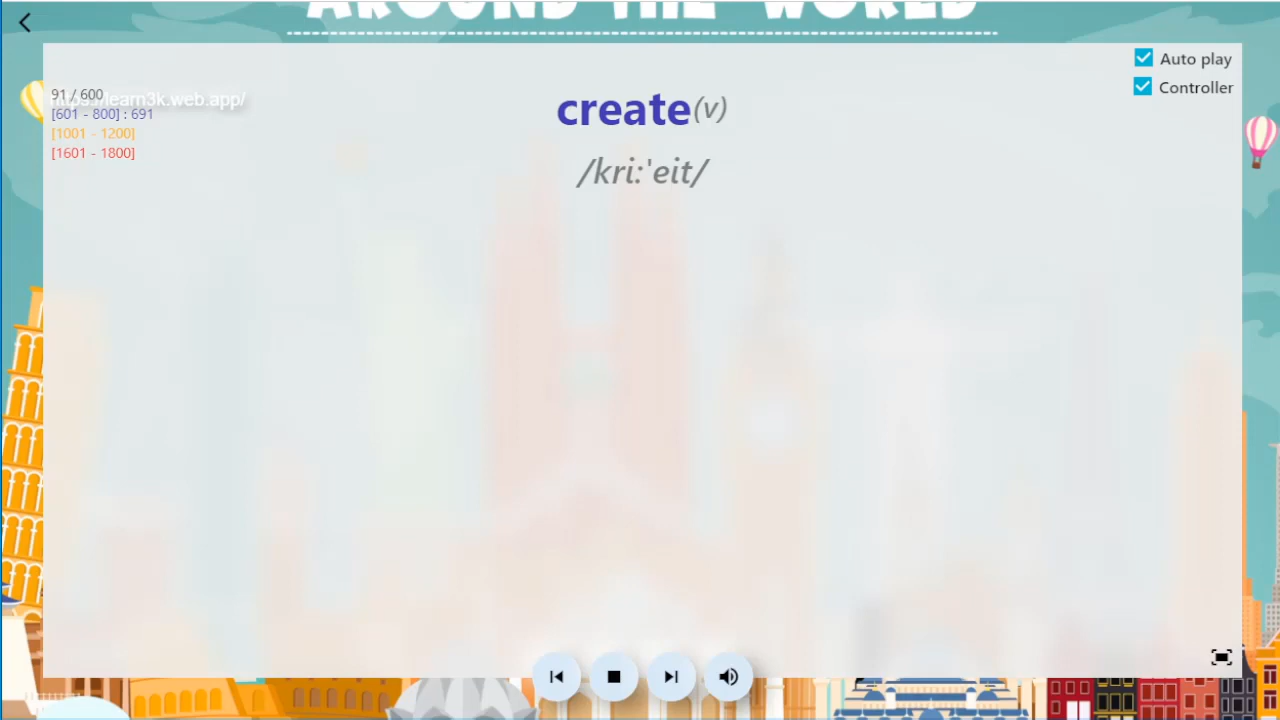 AROUND THE WORLD
Auto play
Controller
91 / 600
https://learn3k.web.app/
[601 - 800] : 691
[1001 - 1200]
[1601 - 1800]
create(v)
/kri:'eit/